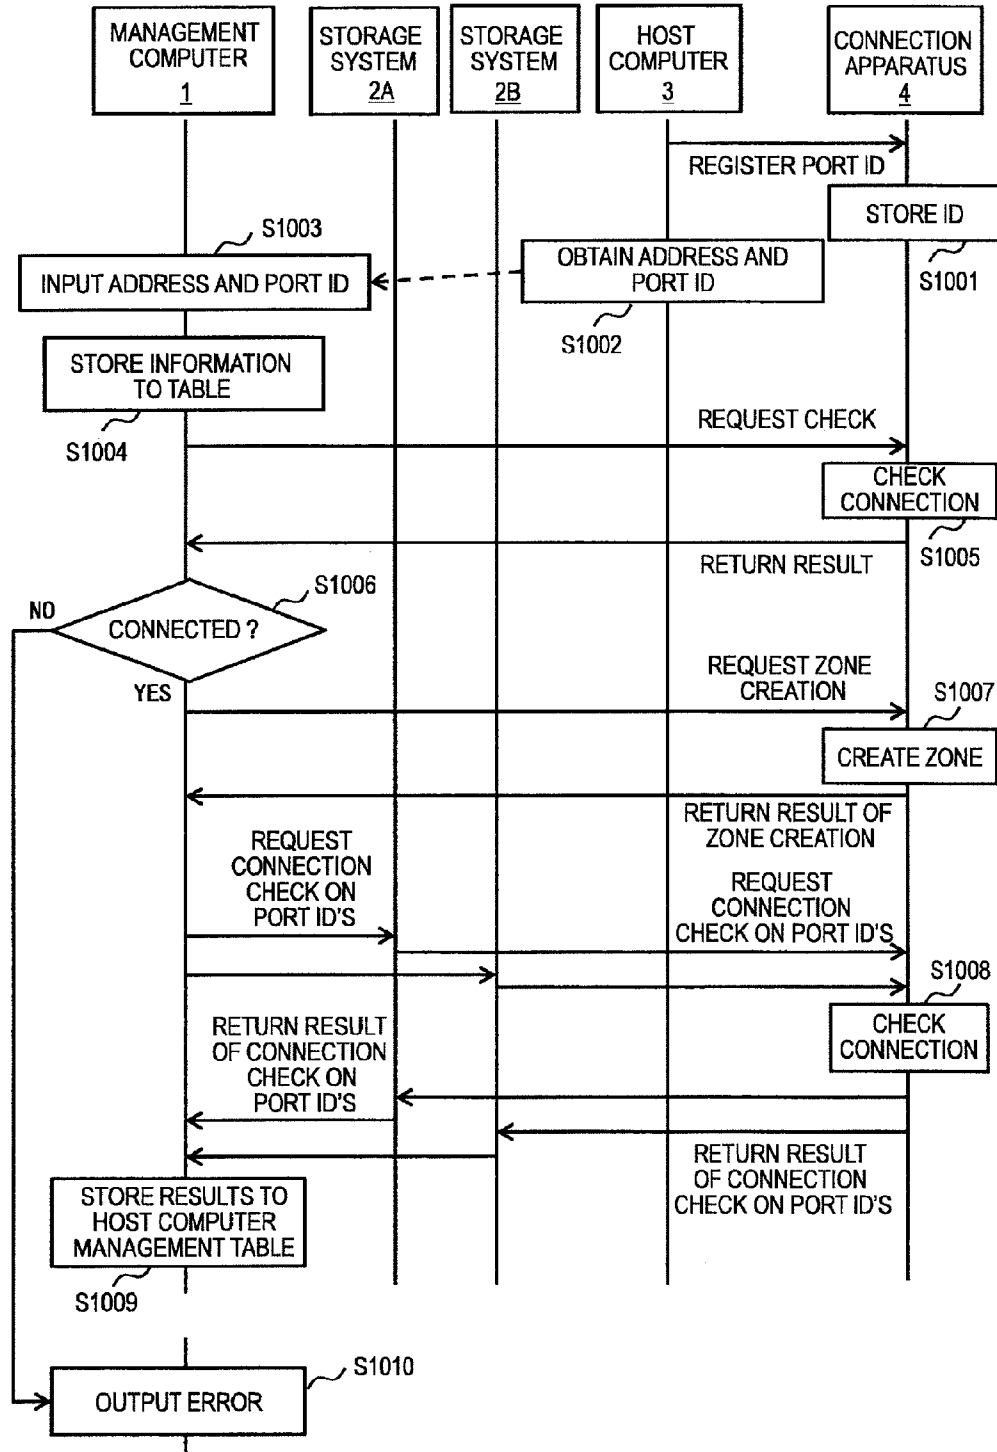 MANAGEMENT
COMPUTER
1
STORAGE
SYSTEM
2A
STORAGE
SYSTEM
2B
HOST
COMPUTER
3
CONNECTION
APPARATUS
4
REGISTER PORT ID
STORE ID
S1001
S1003
INPUT ADDRESS AND PORT ID
OBTAIN ADDRESS AND
PORT ID
S1002
STORE INFORMATION
TO TABLE
S1004
REQUEST CHECK
CHECK
CONNECTION
S1005
RETURN RESULT
S1006
NO
CONNECTED ?
YES
REQUEST ZONE
CREATION
S1007
CREATE ZONE
RETURN RESULT OF
ZONE CREATION
REQUEST
CONNECTION
CHECK ON
PORT ID'S
REQUEST
CONNECTION
CHECK ON PORT ID'S
S1008
CHECK
CONNECTION
RETURN RESULT
OF CONNECTION
CHECK ON
PORT ID'S
RETURN RESULT
OF CONNECTION
CHECK ON PORT ID'S
STORE RESULTS TO
HOST COMPUTER
MANAGEMENT TABLE
S1009
S1010
OUTPUT ERROR